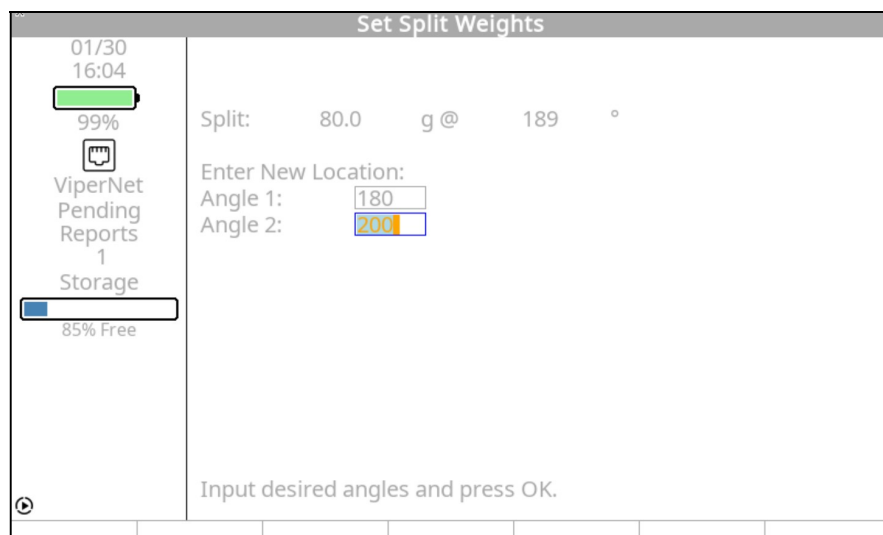 Set Split Weights
01/30
16:04
99%
ViperNet
Pending
Reports
1
Storage
85% Free
Split: 80.0 g @ 189 °
Enter New Location:
Angle 1: 180
Angle 2: 200
Input desired angles and press OK.